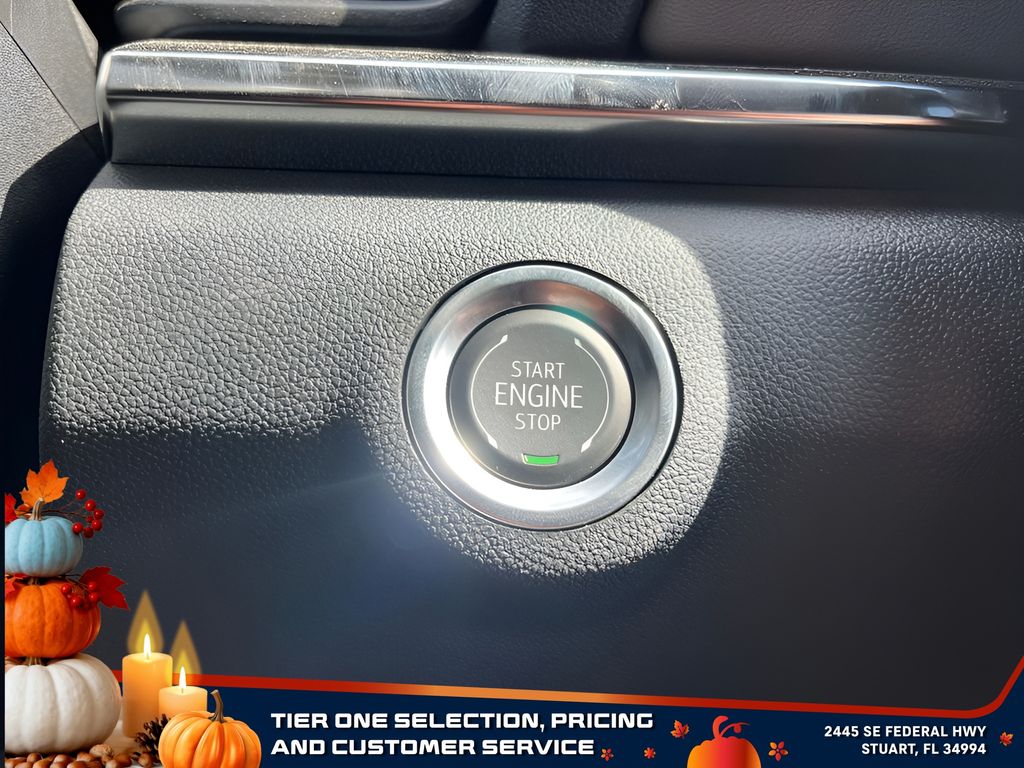 START
ENGINE
STOP
TIER ONE SELECTION, PRICING
AND CUSTOMER SERVICE
2445 SE FEDERAL HWY
STUART, FL 34994